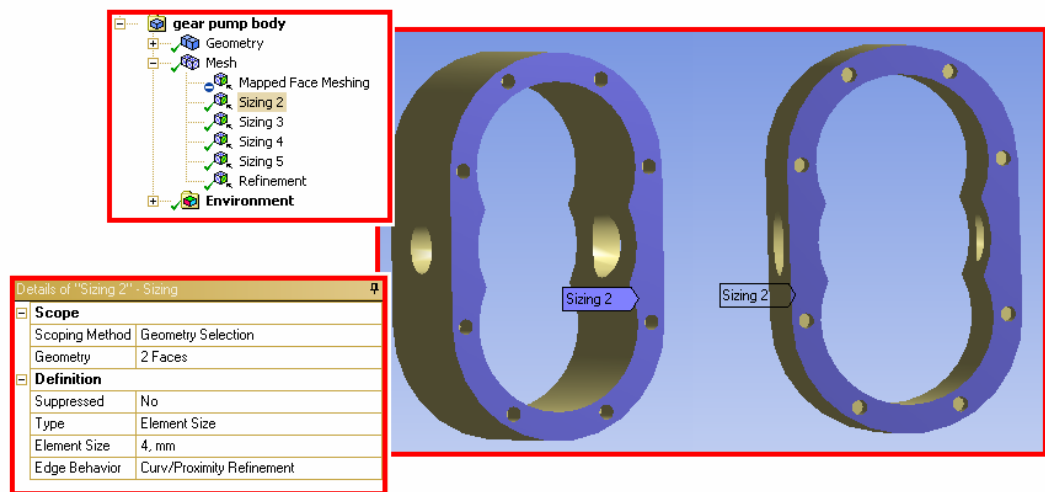 gear pump body
Geometry
Mesh
Mapped Face Meshing
Sizing 2
Sizing 3
Sizing 4
Sizing 5
Refinement
Environment
Sizing 2
Sizing 2
Details of "Sizing 2" - Sizing
Scope
Scoping Method Geometry Selection
Geometry 2 Faces
Definition
Suppressed No
Type Element Size
Element Size 4, mm
Edge Behavior Curv/Proximity Refinement